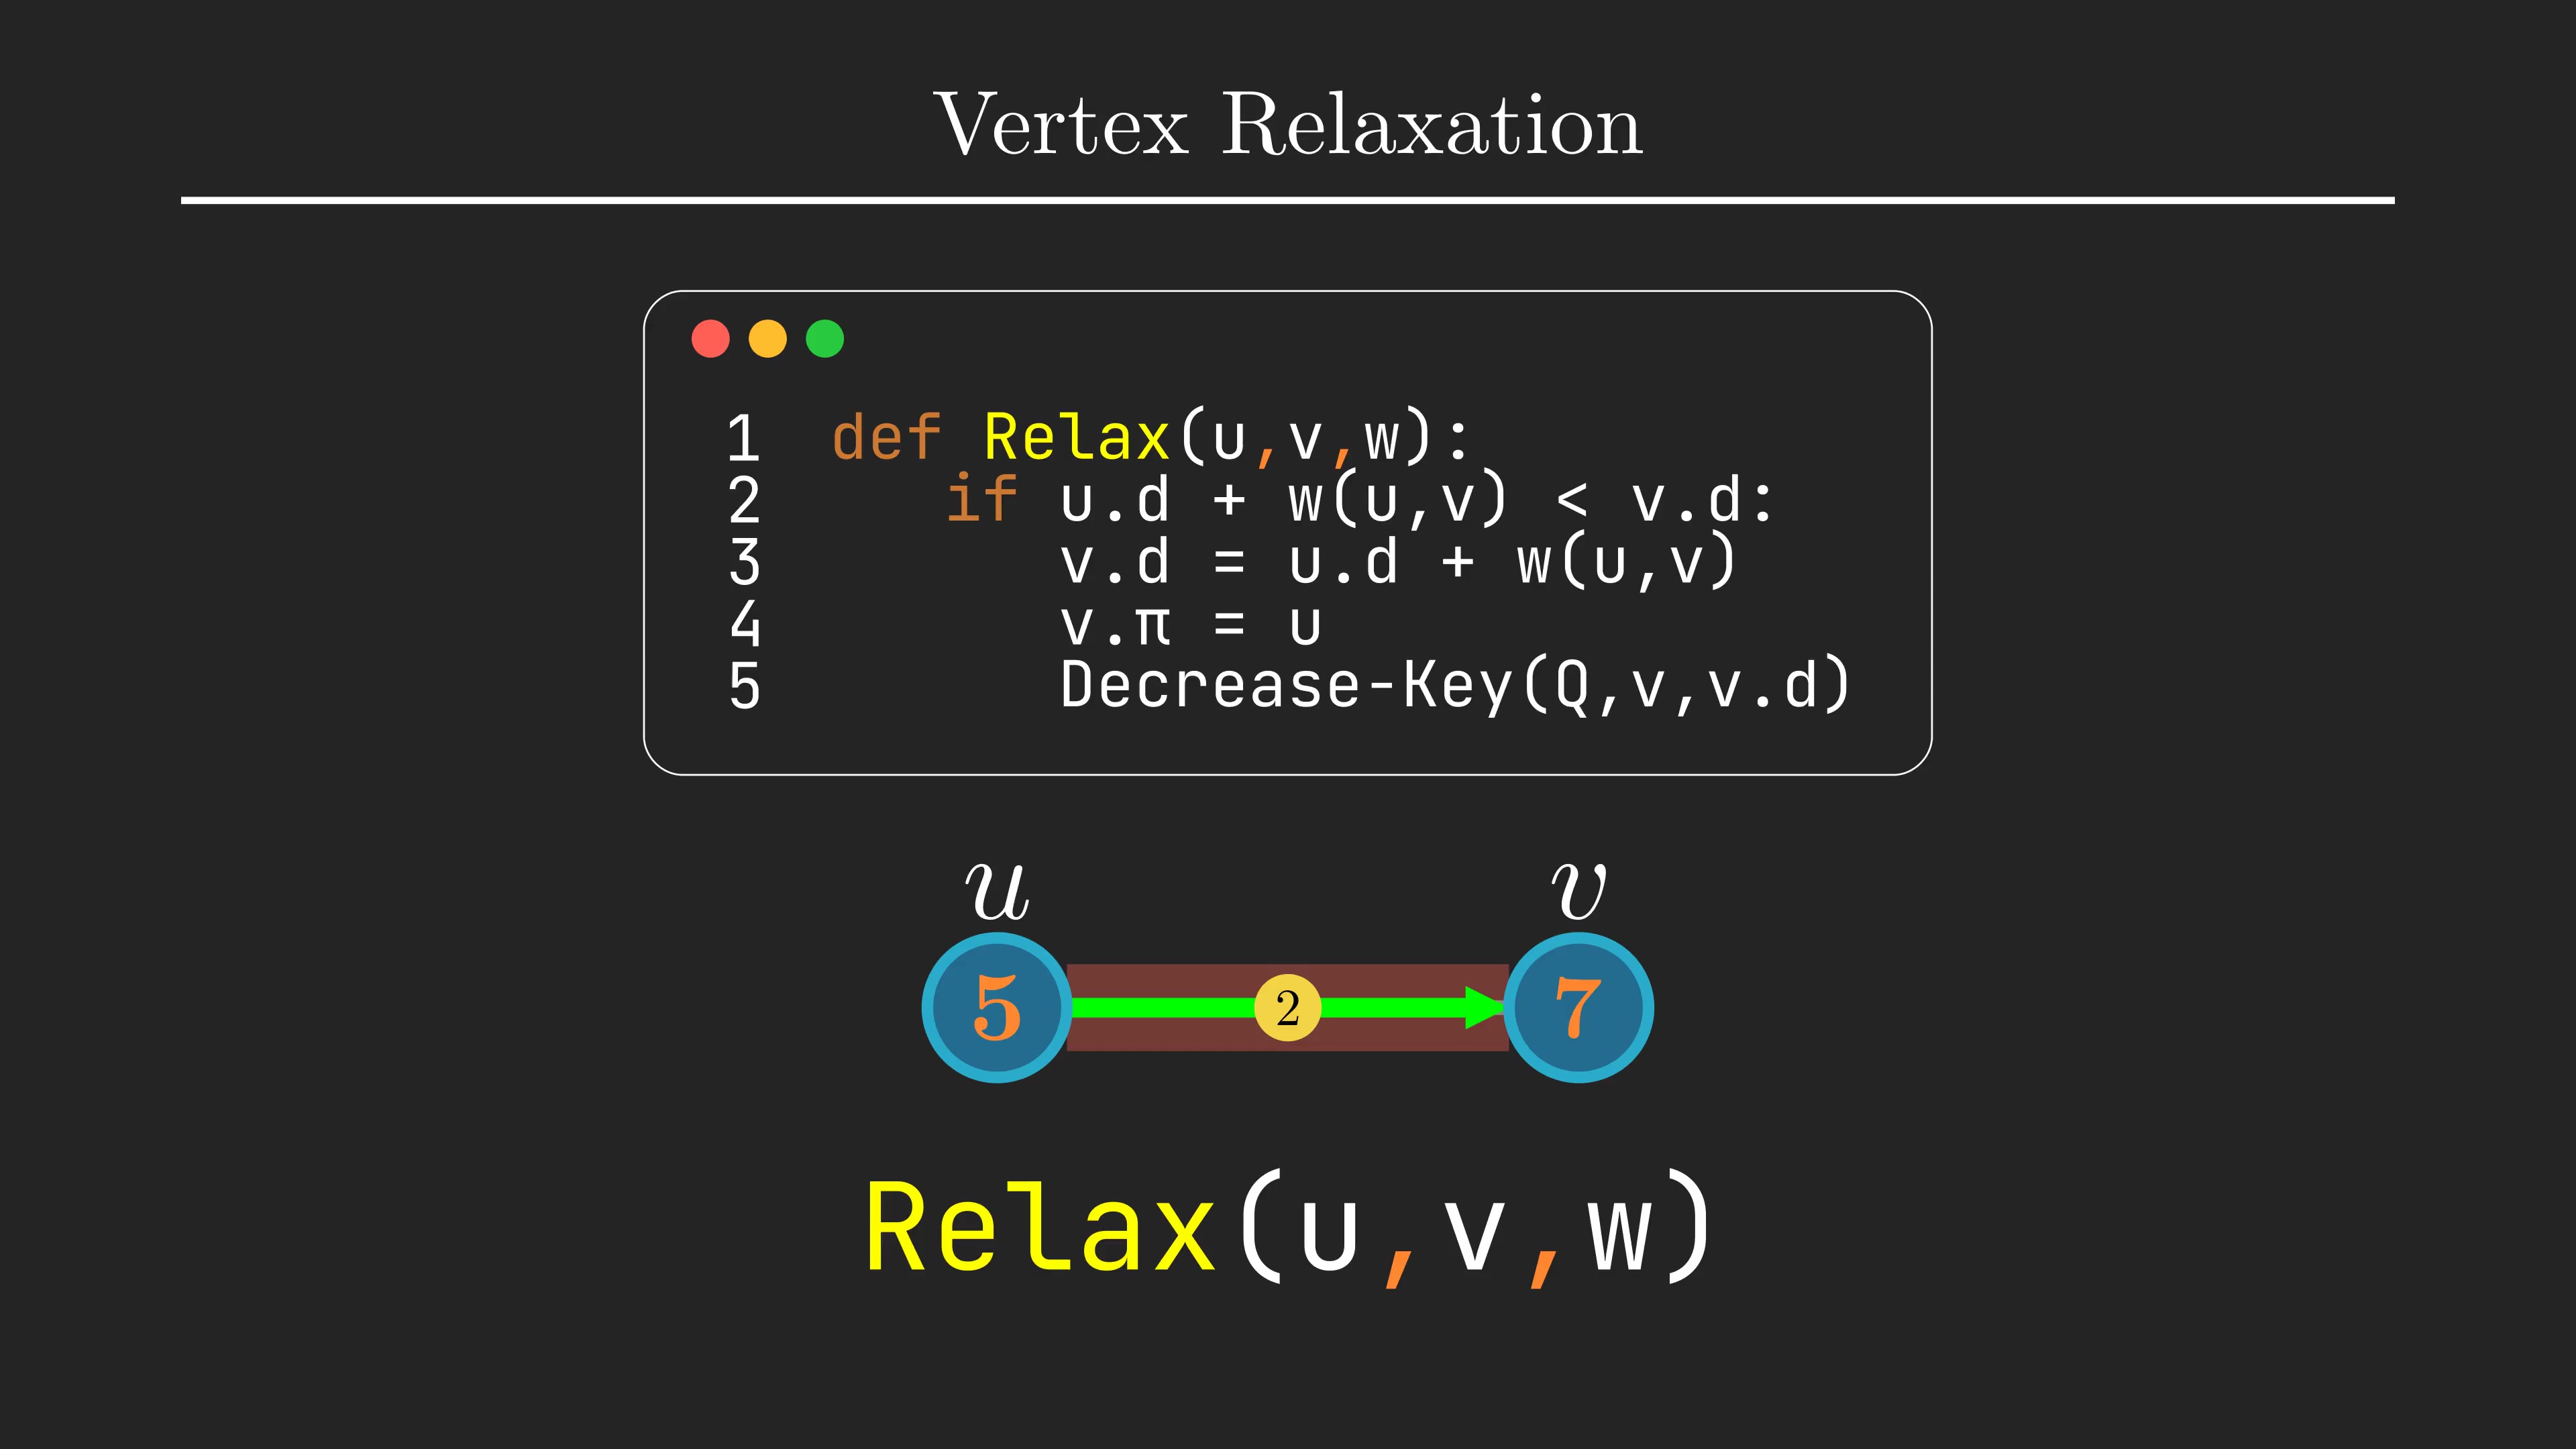 Vertex Relaxation
1 def Relax(u,v,w):
2 if u.d + w(u,v) < v.d:
3 v.d = u.d + w(u,v)
4 v.π = u
5 Decrease-Key(Q,v,v.d)
u v
5 2 7
Relax(u,v,w)